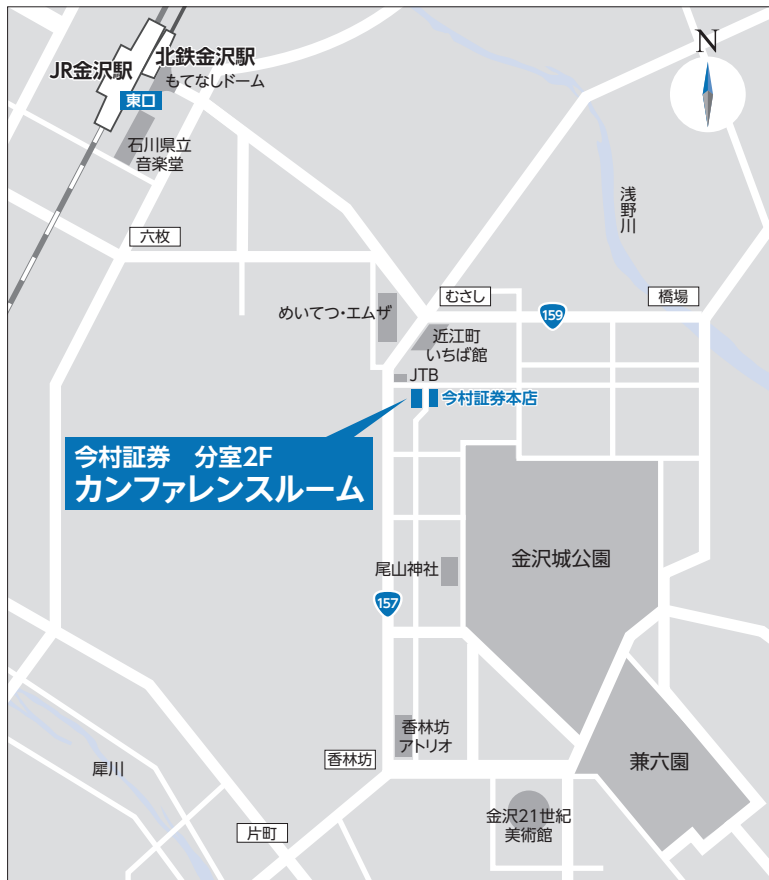 N
北鉄金沢駅
JR金沢駅
もてなしドーム
東口
石川県立
音楽堂
浅野川
六枚
めいてつ・エムザ
むさし
橋場
159
近江町
いちば館
JTB
今村証券本店
今村証券 分室2F
カンファレンスルーム
金沢城公園
尾山神社
157
香林坊
アトリオ
香林坊
兼六園
犀川
金沢21世紀
美術館
片町